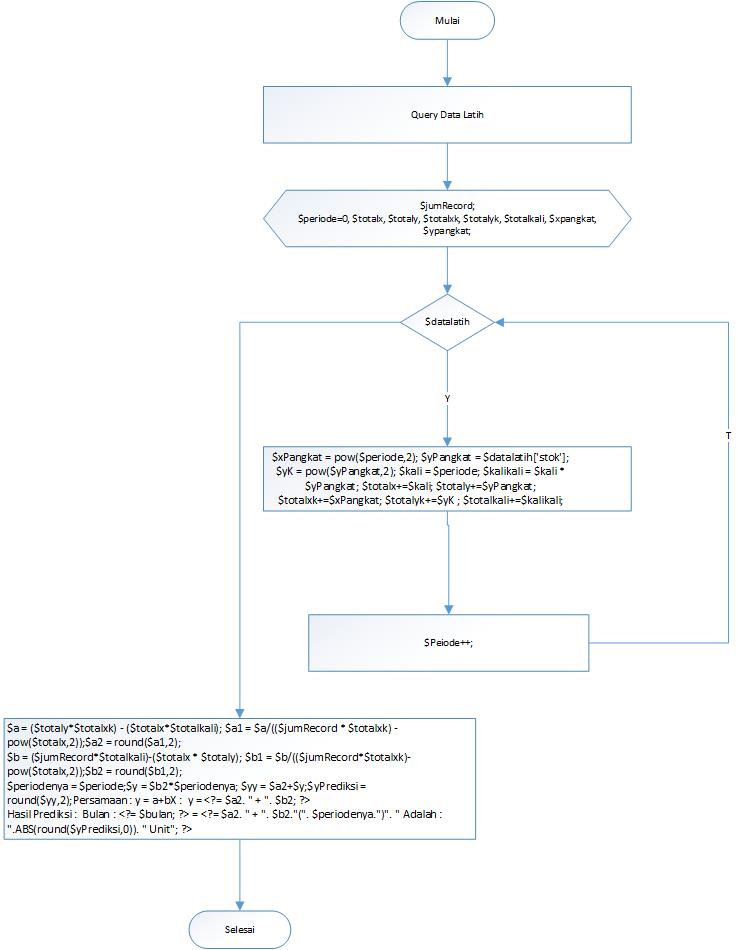 Mulai
Query Data Latih
$jumRecord;
$periode=0, $totalx, $totaly, $totalxk, $totalyk, $totalkali, $xpangkat,
$ypangkat;
$datalatih
Y
T
$xPangkat = pow($periode,2); $yPangkat = $datalatih['stok'];
$yK = pow($yPangkat,2); $kali = $periode; $kalikali = $kali *
$yPangkat; $totalx+=$kali; $totaly+=$yPangkat;
$totalxk+=$xPangkat; $totalyk+=$yK ; $totalkali+=$kalikali;
$Peiode++;
$a = ($totaly*$totalxk) - ($totalx*$totalkali); $a1 = $a/(($jumRecord * $totalxk) -
pow($totalx,2));$a2 = round($a1,2);
$b = ($jumRecord*$totalkali)-($totalx * $totaly); $b1 = $b/(($jumRecord*$totalxk)-
pow($totalx,2));$b2 = round($b1,2);
$periodenya = $periode;$y = $b2*$periodenya; $yy = $a2+$y;$yPrediksi =
round($yy,2);Persamaan : y = a+bX : y = <?= $a2. " + ". $b2; ?>
Hasil Prediksi : Bulan : <?= $bulan; ?> = <?= $a2. " + ". $b2."(". $periodenya.")". " Adalah :
".ABS(round($yPrediksi,0)). " Unit"; ?>
Selesai